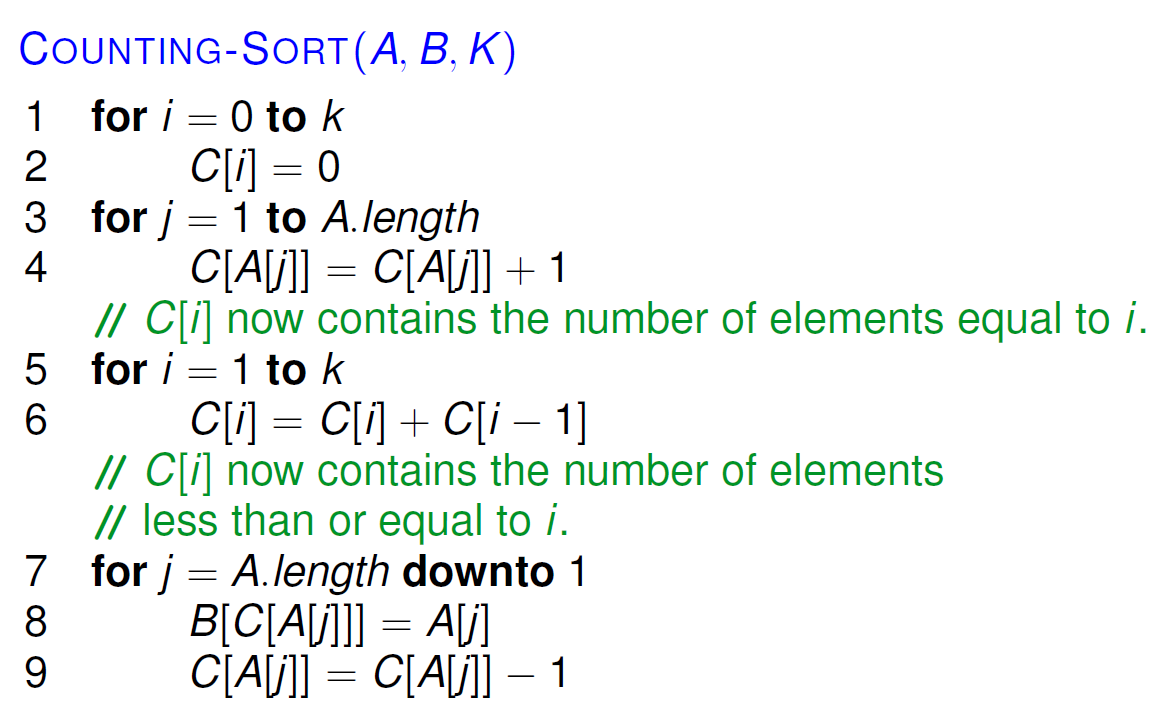 COUNTING-SORT(A, B, K)
1 for i = 0 to k
2 C[i] = 0
3 for j = 1 to A.length
4 C[A[j]] = C[A[j]] + 1
// C[i] now contains the number of elements equal to i.
5 for i = 1 to k
6 C[i] = C[i] + C[i − 1]
// C[i] now contains the number of elements
// less than or equal to i.
7 for j = A.length downto 1
8 B[C[A[j]]] = A[j]
9 C[A[j]] = C[A[j]] − 1